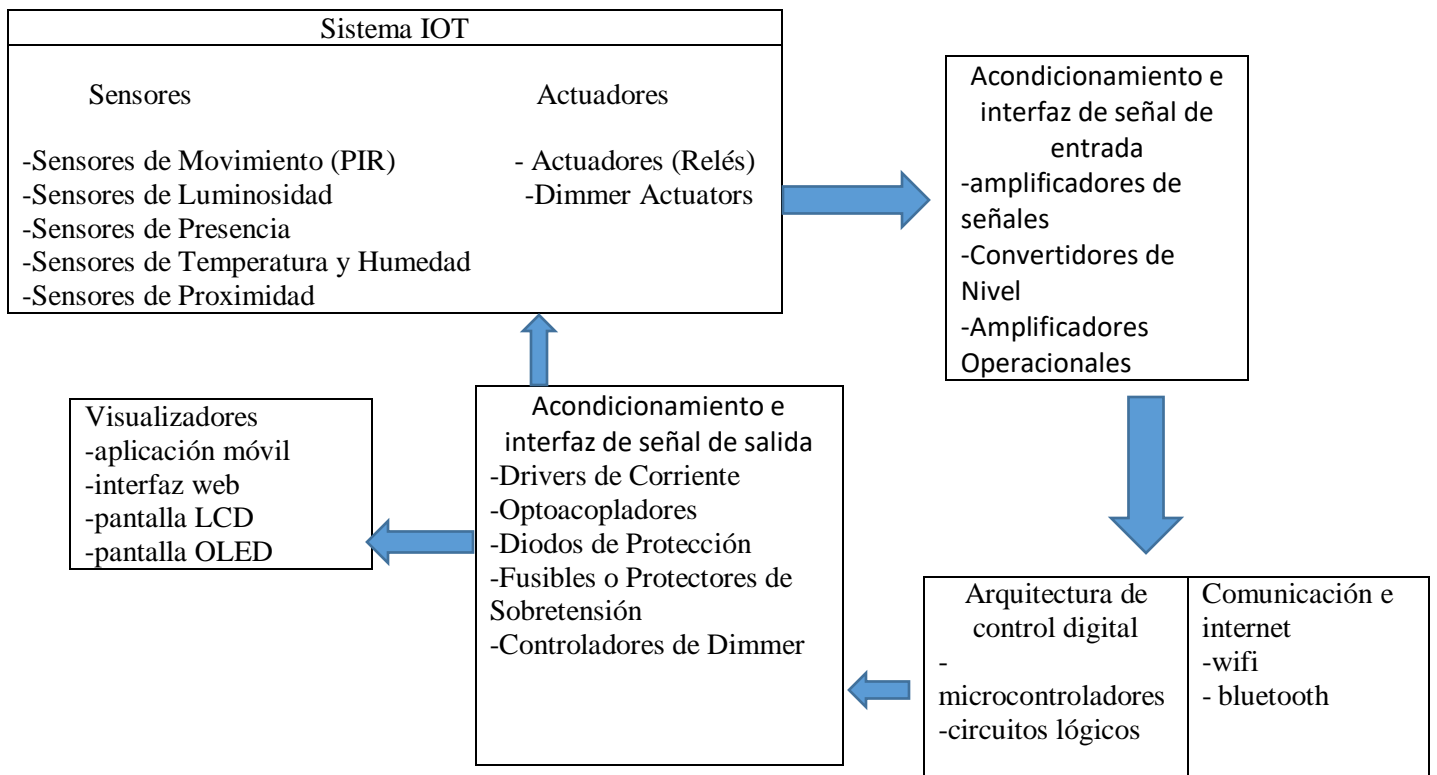 Sistema IOT
Sensores
-Sensores de Movimiento (PIR)
-Sensores de Luminosidad
-Sensores de Presencia
-Sensores de Temperatura y Humedad
-Sensores de Proximidad
Actuadores
- Actuadores (Relés)
-Dimmer Actuators
Acondicionamiento e
interfaz de señal de
entrada
-amplificadores de
señales
-Convertidores de
Nivel
-Amplificadores
Operacionales
Arquitectura de
control digital
-
microcontroladores
-circuitos lógicos
Comunicación e
internet
-wifi
- bluetooth
Acondicionamiento e
interfaz de señal de salida
-Drivers de Corriente
-Optoacopladores
-Diodos de Protección
-Fusibles o Protectores de
Sobretensión
-Controladores de Dimmer
Visualizadores
-aplicación móvil
-interfaz web
-pantalla LCD
-pantalla OLED